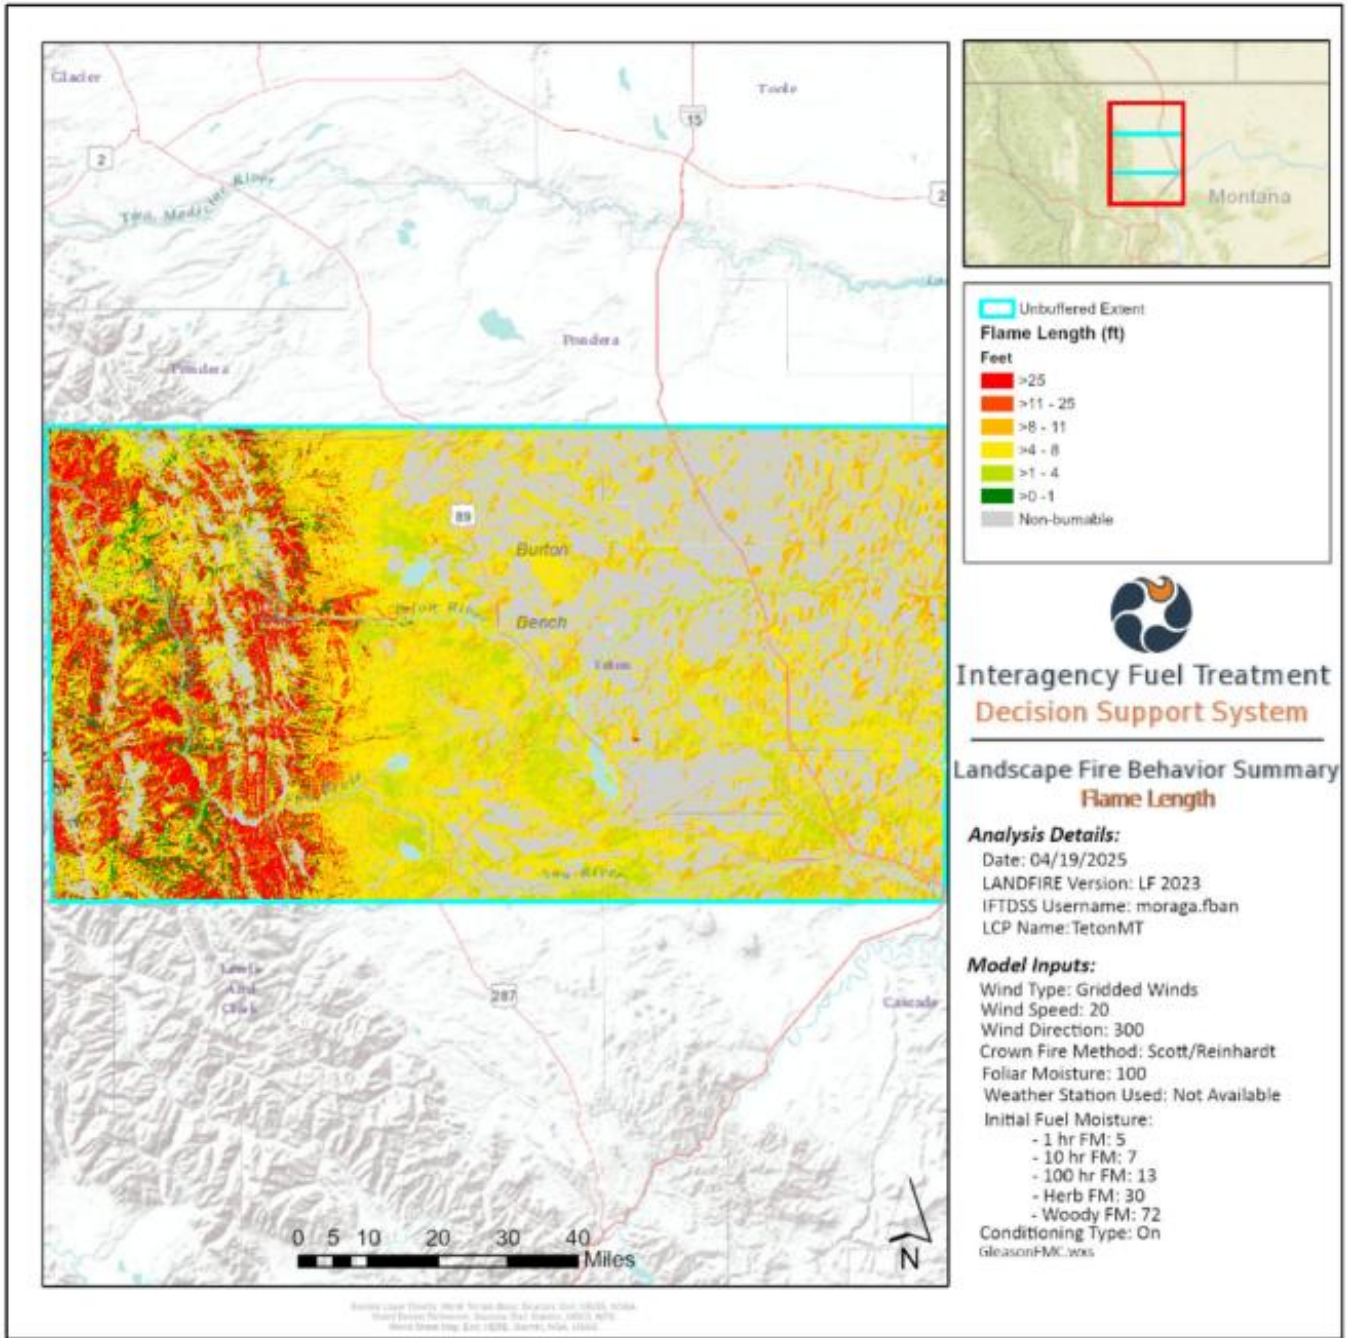 Glacier
Toole
15
2
2
Two Medicine River
Pondera
Pondera
89
Burton
Teton River
Bench
Teton
Sun River
Lewis
And
Clark
287
Cascade
0 5 10 20 30 40
Miles
N
Montana
Unbuffered Extent
Flame Length (ft)
Feet
>25
>11 - 25
>8 - 11
>4 - 8
>1 - 4
>0 -1
Non-burnable
Interagency Fuel Treatment
Decision Support System
Landscape Fire Behavior Summary
Flame Length
Analysis Details:
Date: 04/19/2025
LANDFIRE Version: LF 2023
IFTDSS Username: moraga.fban
LCP Name: TetonMT
Model Inputs:
Wind Type: Gridded Winds
Wind Speed: 20
Wind Direction: 300
Crown Fire Method: Scott/Reinhardt
Foliar Moisture: 100
Weather Station Used: Not Available
Initial Fuel Moisture:
- 1 hr FM: 5
- 10 hr FM: 7
- 100 hr FM: 13
- Herb FM: 30
- Woody FM: 72
Conditioning Type: On
GleasonFMC.wxs